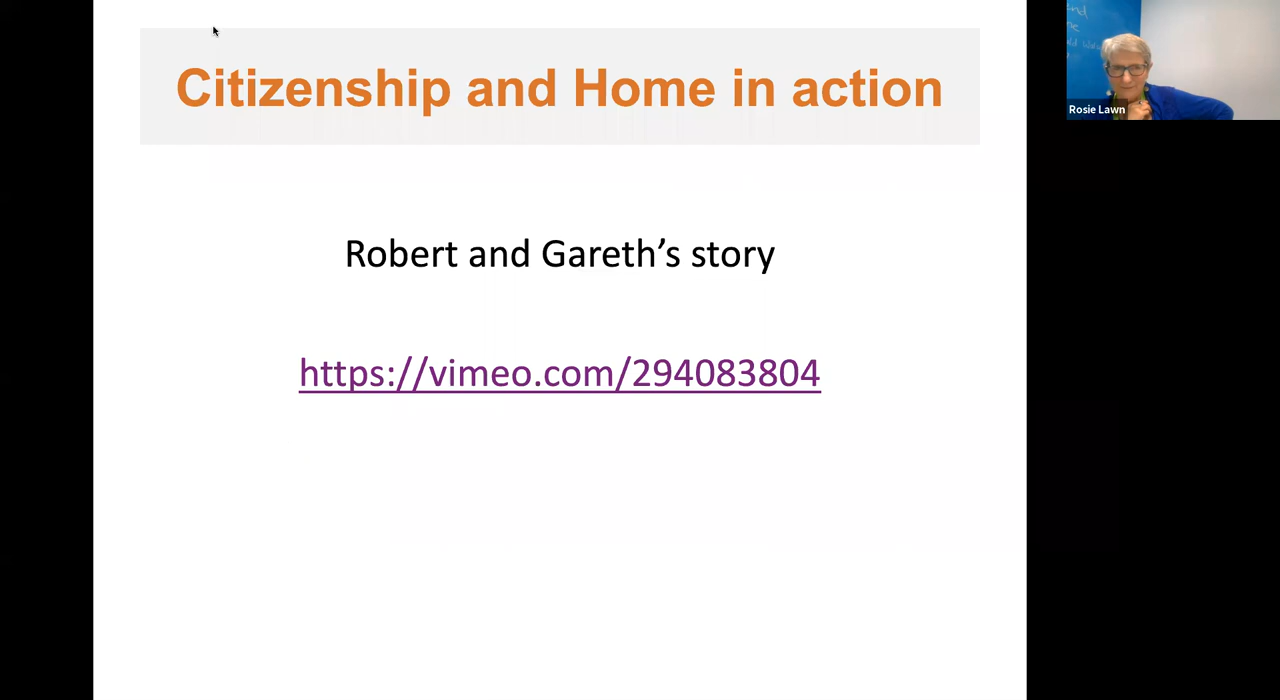 Citizenship and Home in action
Robert and Gareth’s story
https://vimeo.com/294083804
Rosie Lawn